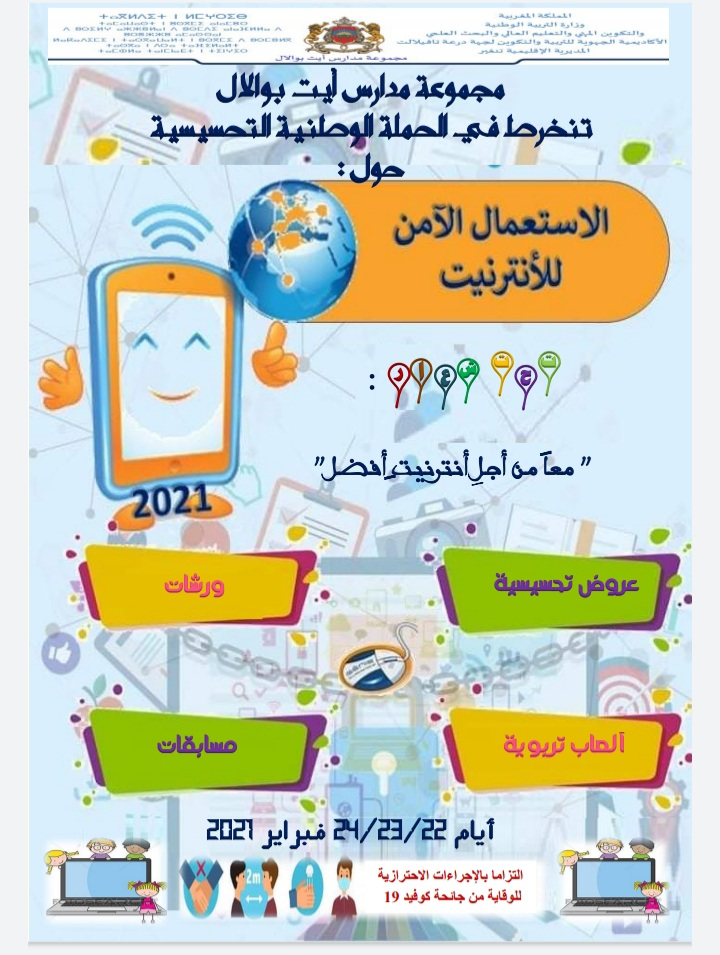 المملكة المغربية
وزارة التربية الوطنية
والتكوين المهني والتعليم العالي والبحث العلمي
الأكاديمية الجهوية للتربية والتكوين لجهة درعة تافيلالت
المديرية الإقليمية تنغير
مجموعة مدارس أيت بوالال
مجموعة مدارس أيت بوالال
تنخرط في الحملة الوطنية التحسيسية
حول :
الاستعمال الآمن
للأنترنيت
تحت شعار :
" معاً من أجلِ أنترنيت أفضل"
2021
عروض تحسيسية
ورشات
ألعاب تربوية
مسابقات
أيام 24/23/22 فبراير 2021
2m
التزاما بالإجراءات الاحترازية
للوقاية من جائحة كوفيد 19